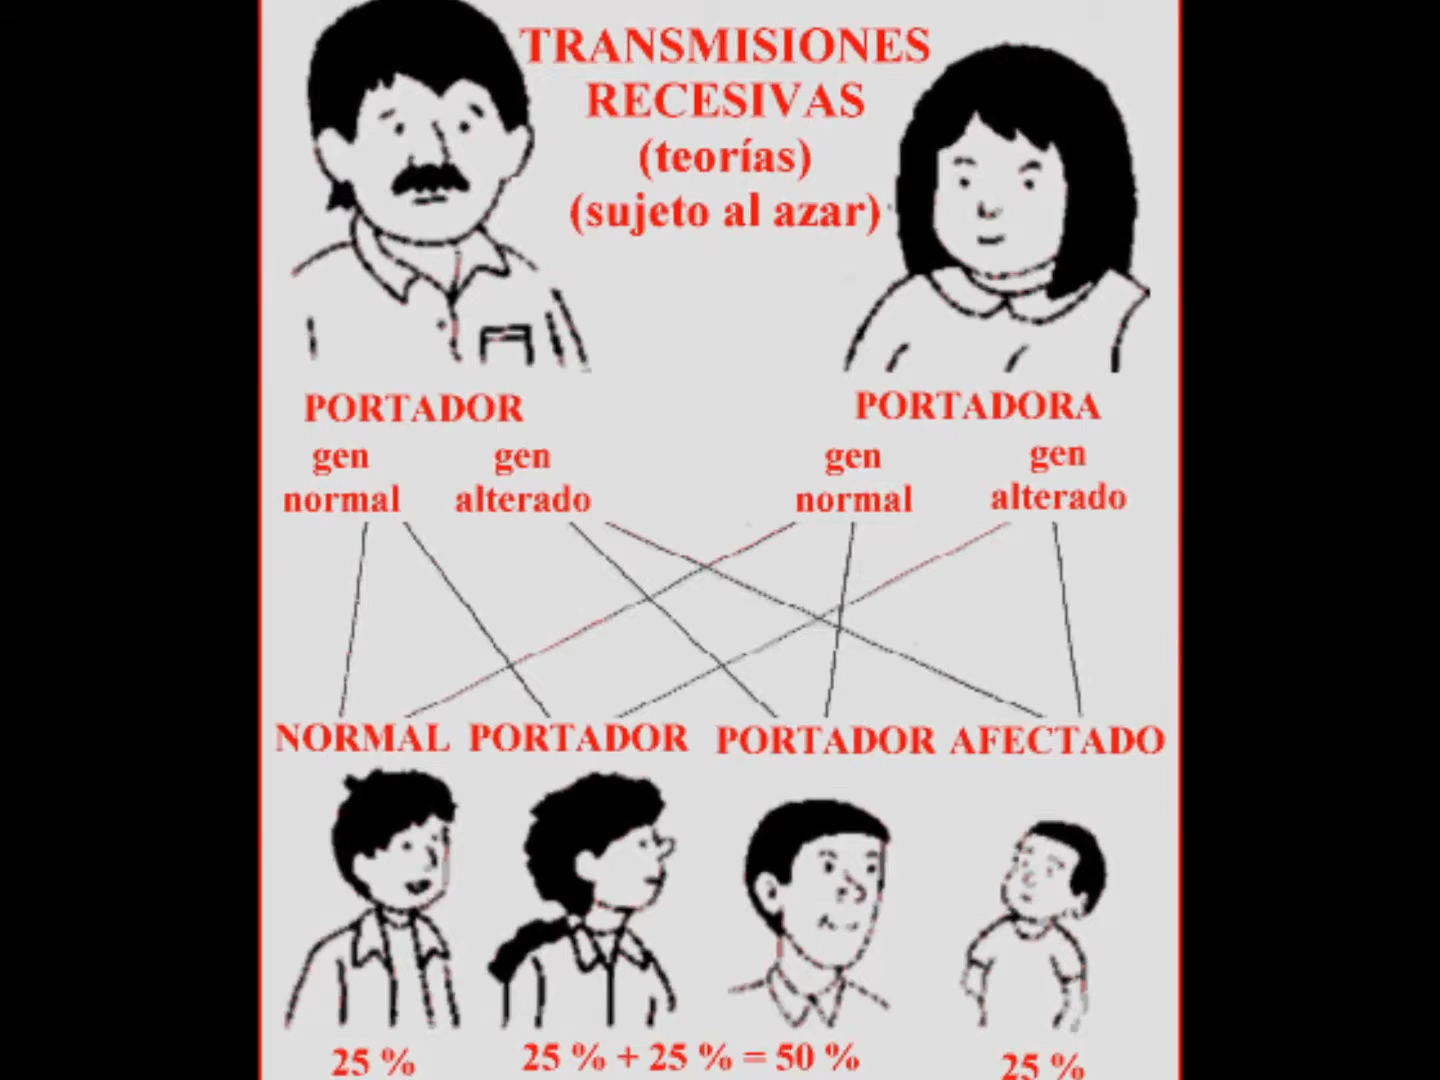 TRANSMISIONES
RECESIVAS
(teorías)
(sujeto al azar)
PORTADOR
PORTADORA
gen normal
gen alterado
gen normal
gen alterado
NORMAL PORTADOR PORTADOR AFECTADO
25 % 25 % + 25 % = 50 % 25 %